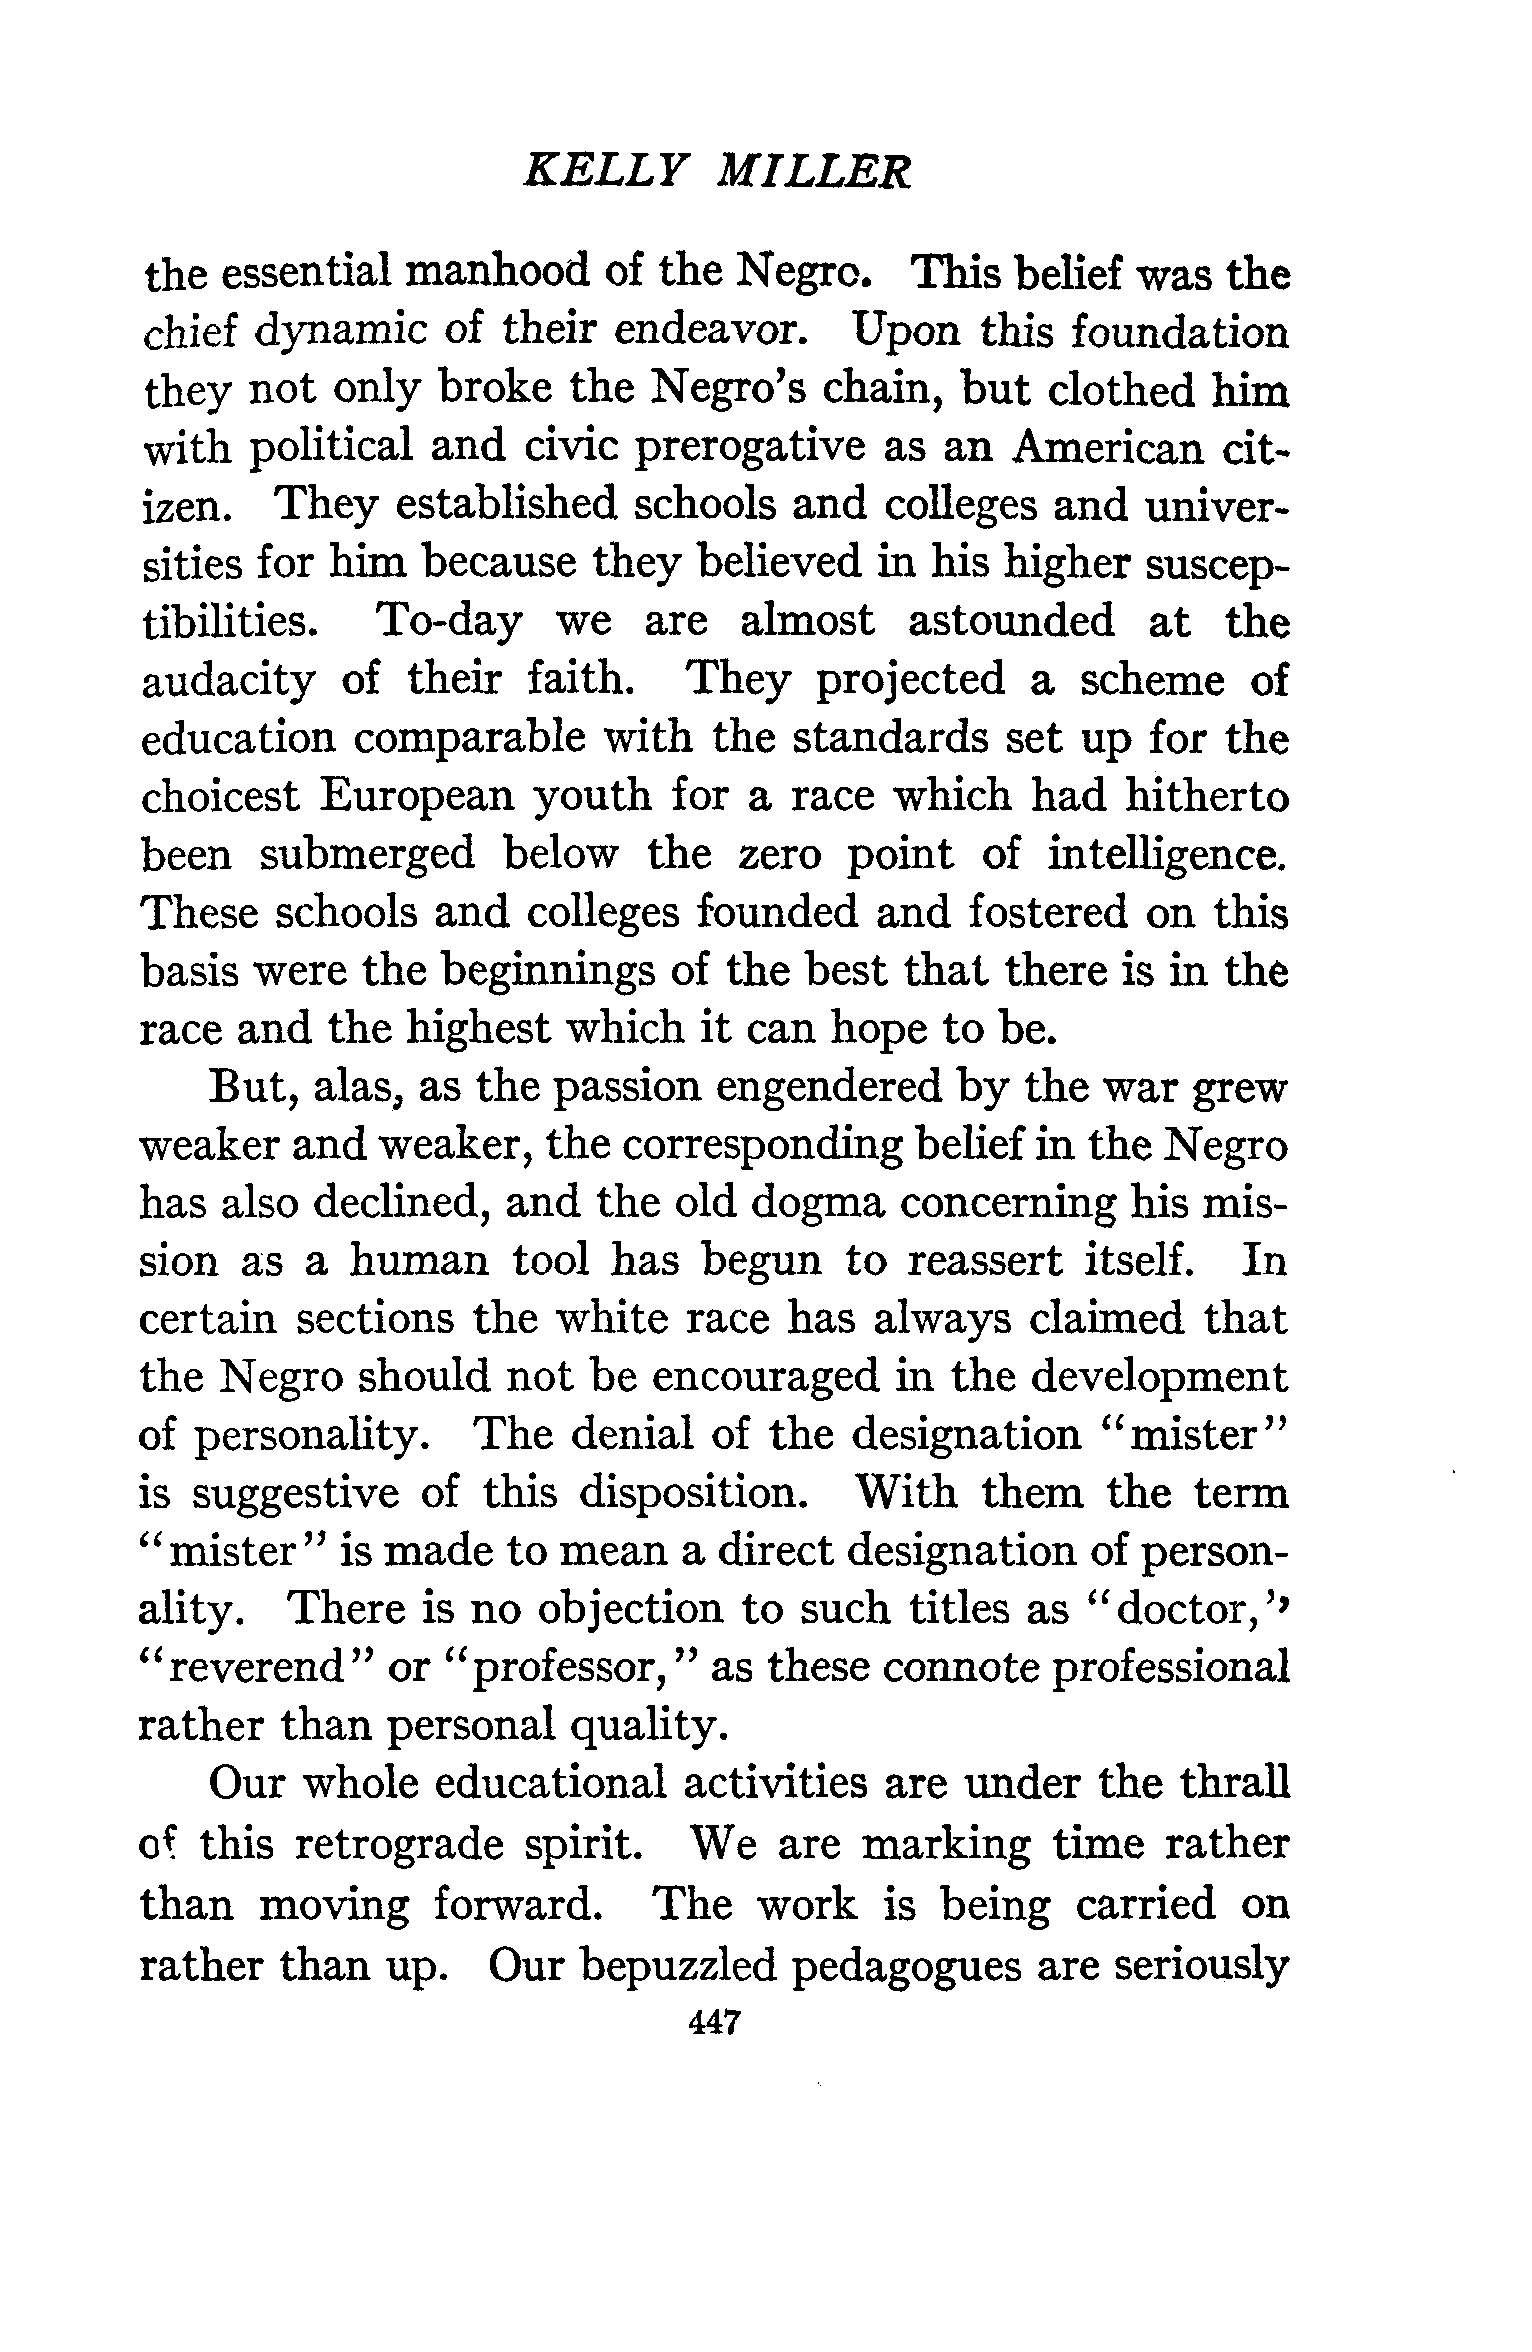 KELLY MILLER
the essential manhood of the Negro. This belief was the
chief dynamic of their endeavor. Upon this foundation
they not only broke the Negro's chain, but clothed him
with political and civic prerogative as an American cit-
izen. They established schools and colleges and univer-
sities for him because they believed in his higher suscep-
tibilities. To-day we are almost astounded at the
audacity of their faith. They projected a scheme of
education comparable with the standards set up for the
choicest European youth for a race which had hitherto
been submerged below the zero point of intelligence.
These schools and colleges founded and fostered on this
basis were the beginnings of the best that there is in the
race and the highest which it can hope to be.
But, alas, as the passion engendered by the war grew
weaker and weaker, the corresponding belief in the Negro
has also declined, and the old dogma concerning his mis-
sion as a human tool has begun to reassert itself. In
certain sections the white race has always claimed that
the Negro should not be encouraged in the development
of personality. The denial of the designation "mister"
is suggestive of this disposition. With them the term
"mister" is made to mean a direct designation of person-
ality. There is no objection to such titles as "doctor,"
"reverend" or "professor," as these connote professional
rather than personal quality.
Our whole educational activities are under the thrall
of this retrograde spirit. We are marking time rather
than moving forward. The work is being carried on
rather than up. Our bepuzzled pedagogues are seriously
447